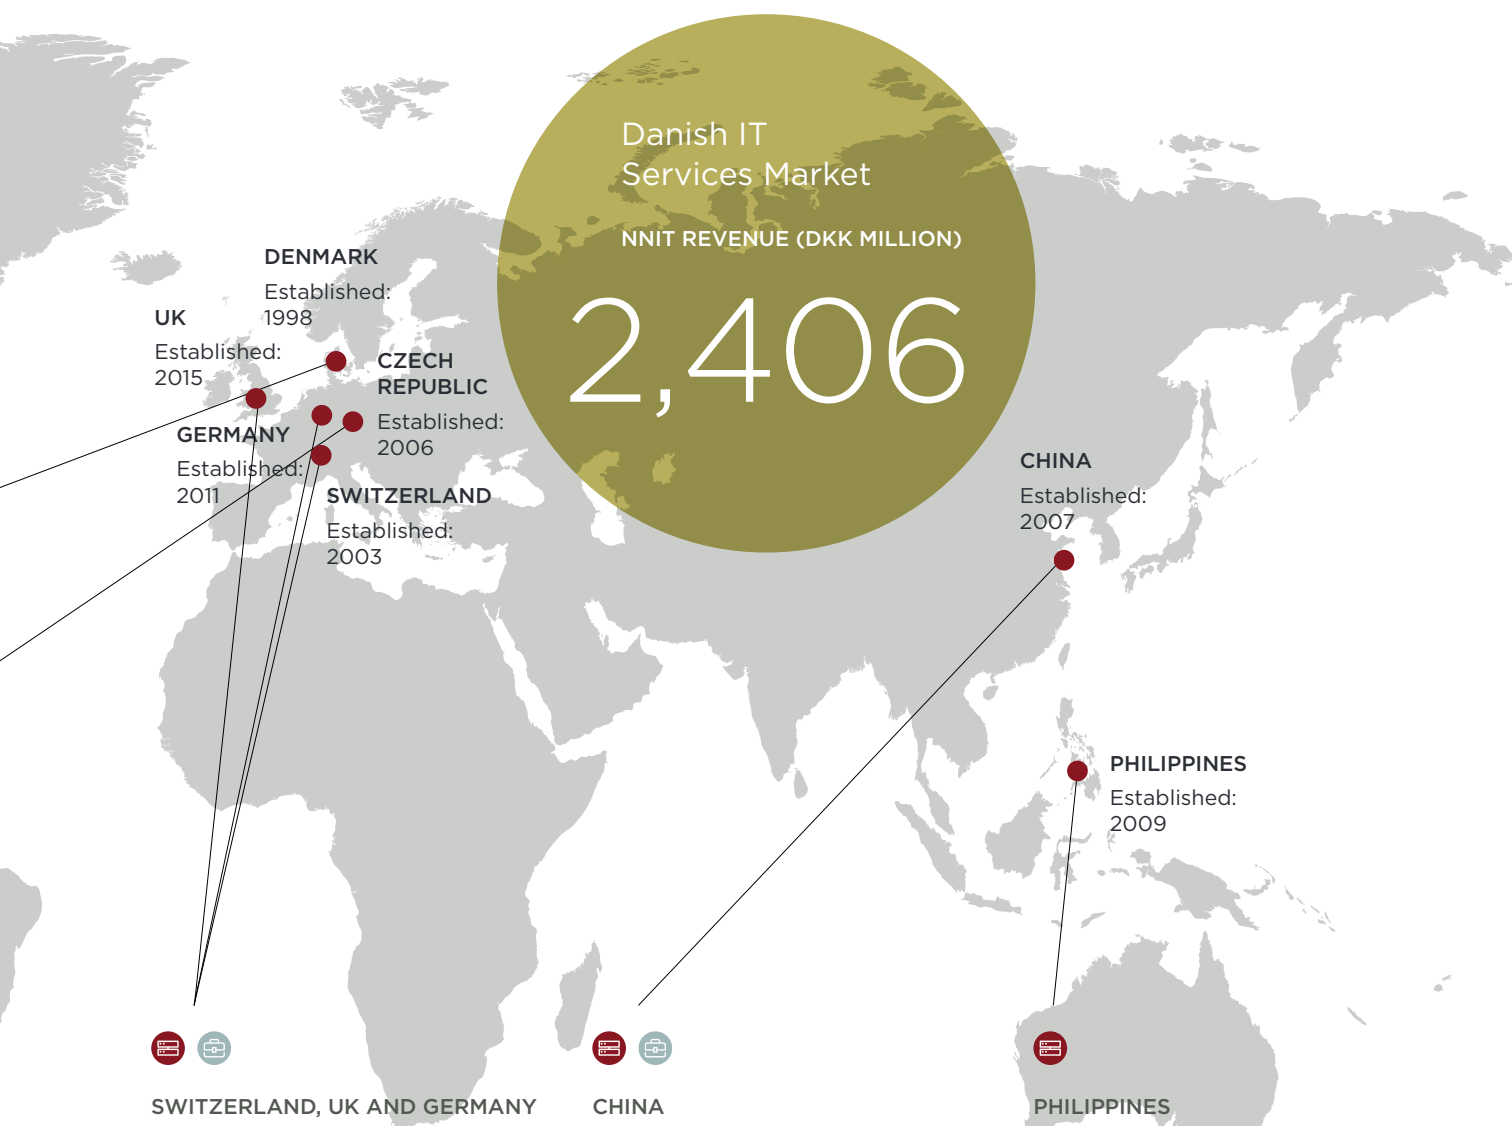 Danish IT
Services Market
NNIT REVENUE (DKK MILLION)
2,406
DENMARK
Established:
1998
UK
Established:
2015
CZECH
REPUBLIC
Established:
2006
GERMANY
Established:
2011
SWITZERLAND
Established:
2003
CHINA
Established:
2007
PHILIPPINES
Established:
2009
SWITZERLAND, UK AND GERMANY
CHINA
PHILIPPINES